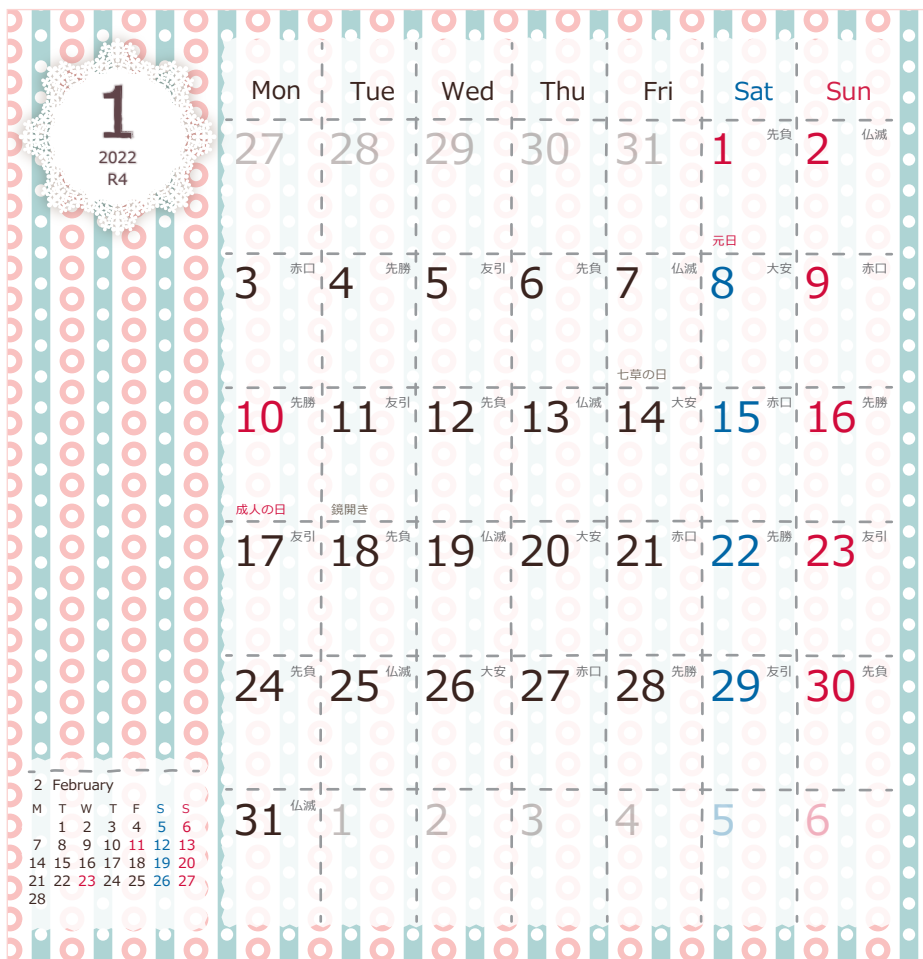 1
2022
R4
Mon Tue Wed Thu Fri Sat Sun
27 28 29 30 31 1 先負 2 仏滅
元日
3 赤口 4 先勝 5 友引 6 先負 7 仏滅 8 大安 9 赤口
七草の日
10 先勝 11 友引 12 先負 13 仏滅 14 大安 15 赤口 16 先勝
成人の日 鏡開き
17 友引 18 先負 19 仏滅 20 大安 21 赤口 22 先勝 23 友引
24 先負 25 仏滅 26 大安 27 赤口 28 先勝 29 友引 30 先負
31 仏滅 1 2 3 4 5 6
2 February
M T W T F S S
1 2 3 4 5 6
7 8 9 10 11 12 13
14 15 16 17 18 19 20
21 22 23 24 25 26 27
28